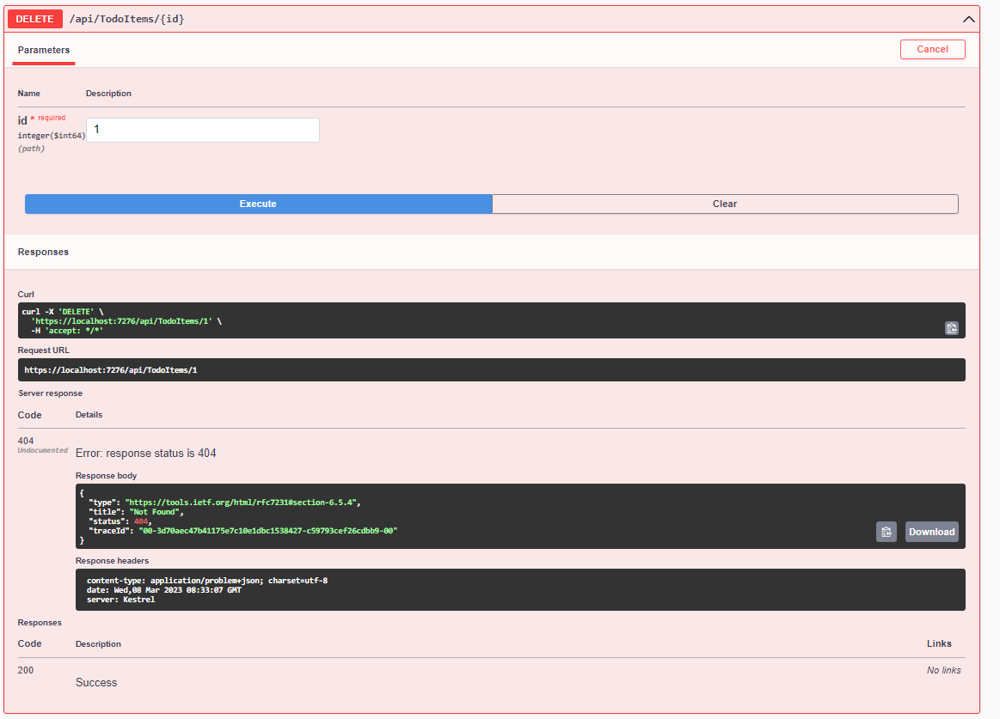 DELETE /api/TodoItems/{id}
Parameters
Cancel
Name Description
id * required
integer($int64)
(path)
1
Execute Clear
Responses
Curl
curl -X 'DELETE' \
  'https://localhost:7276/api/TodoItems/1' \
  -H 'accept: */*'
Request URL
https://localhost:7276/api/TodoItems/1
Server response
Code Details
404
Undocumented
Error: response status is 404
Response body
{
  "type": "https://tools.ietf.org/html/rfc7231#section-6.5.4",
  "title": "Not Found",
  "status": 404,
  "traceId": "00-3d70aec47b41175e7c10e1dbc1538427-c59793cef26cdbb9-00"
}
Download
Response headers
content-type: application/problem+json; charset=utf-8
date: Wed,08 Mar 2023 08:33:07 GMT
server: Kestrel
Responses
Code Description Links
200 No links
Success